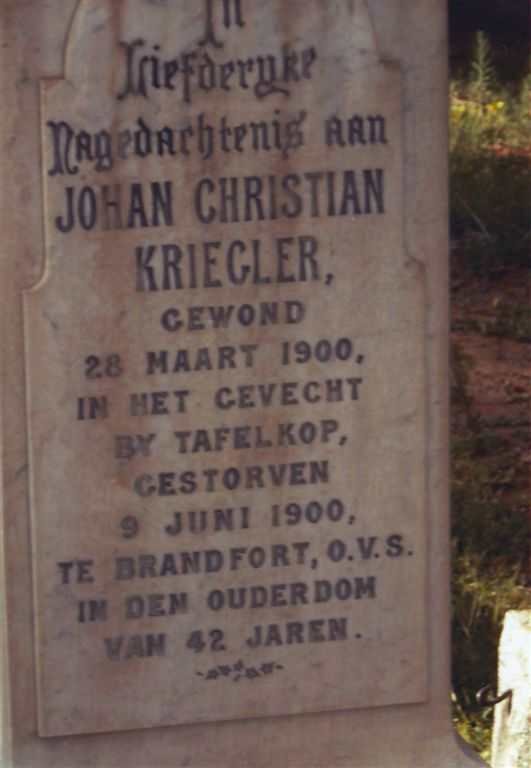 In
Liefderyke
Nagedachtenis aan
JOHAN CHRISTIAN
KRIEGLER,
GEWOND
28 MAART 1900,
IN HET GEVECHT
BY TAFELKOP,
GESTORVEN
9 JUNI 1900,
TE BRANDFORT, O.V.S.
IN DEN OUDERDOM
VAN 42 JAREN.